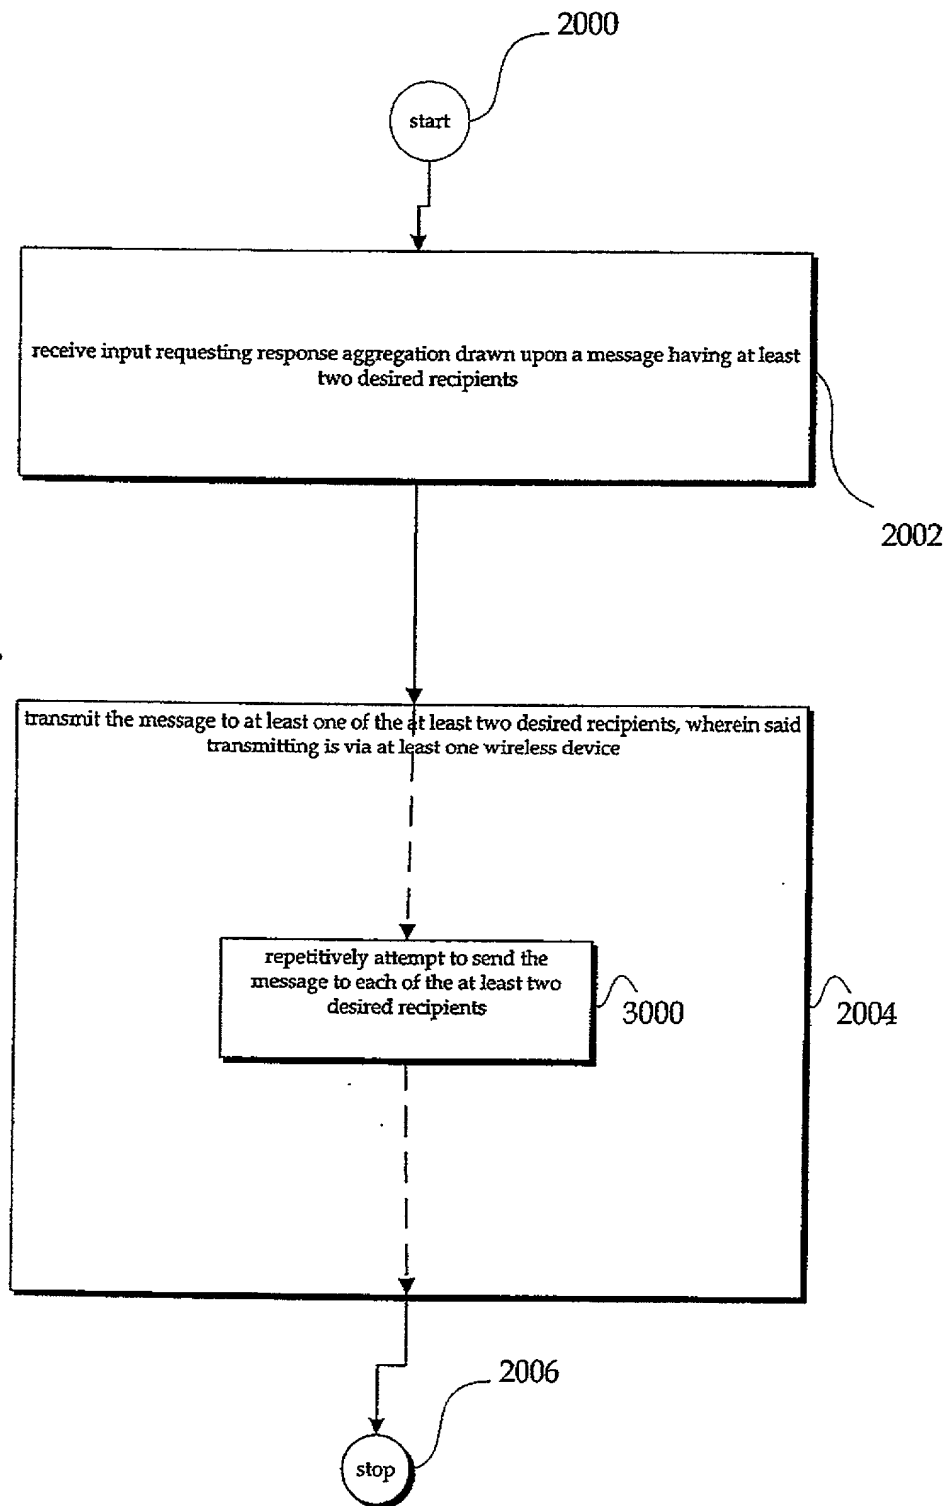 2000
start
receive input requesting response aggregation drawn upon a message having at least
two desired recipients
2002
transmit the message to at least one of the at least two desired recipients, wherein said
transmitting is via at least one wireless device
repetitively attempt to send the
message to each of the at least two
desired recipients
3000
2004
2006
stop